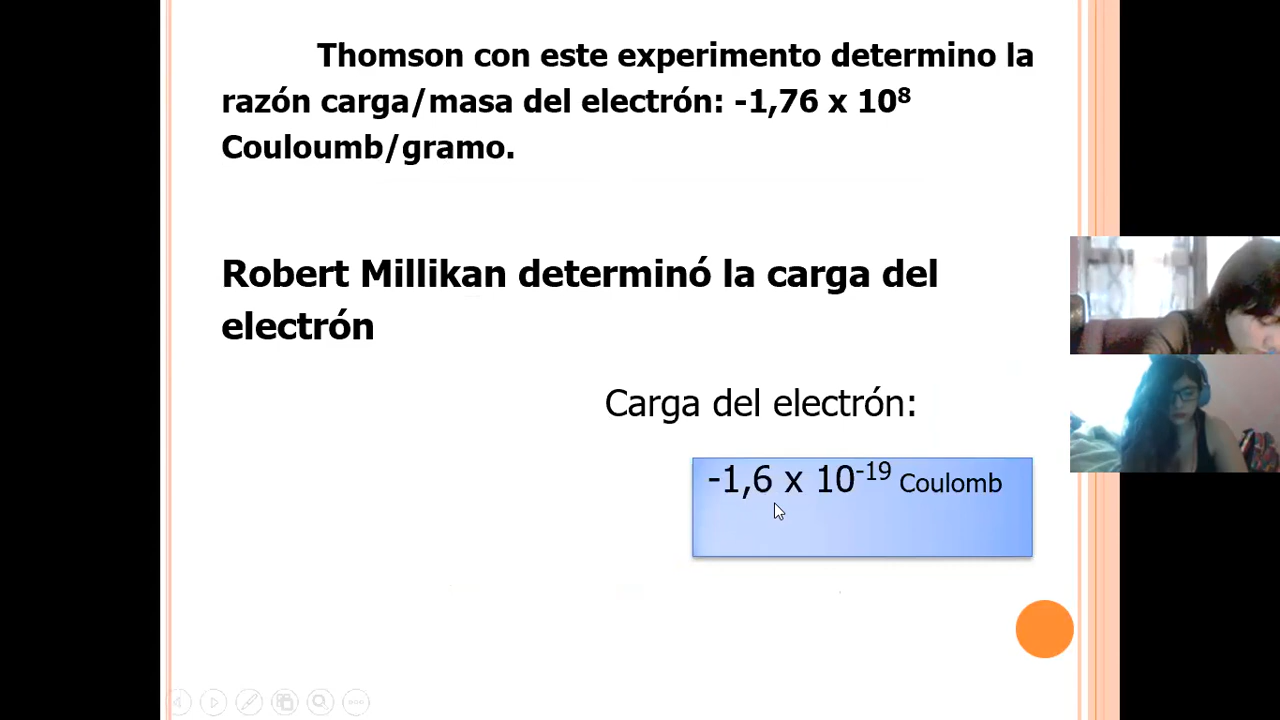 Thomson con este experimento determino la
razón carga/masa del electrón: -1,76 x 10⁸
Couloumb/gramo.
Robert Millikan determinó la carga del
electrón
Carga del electrón:
-1,6 x 10⁻¹⁹ Coulomb